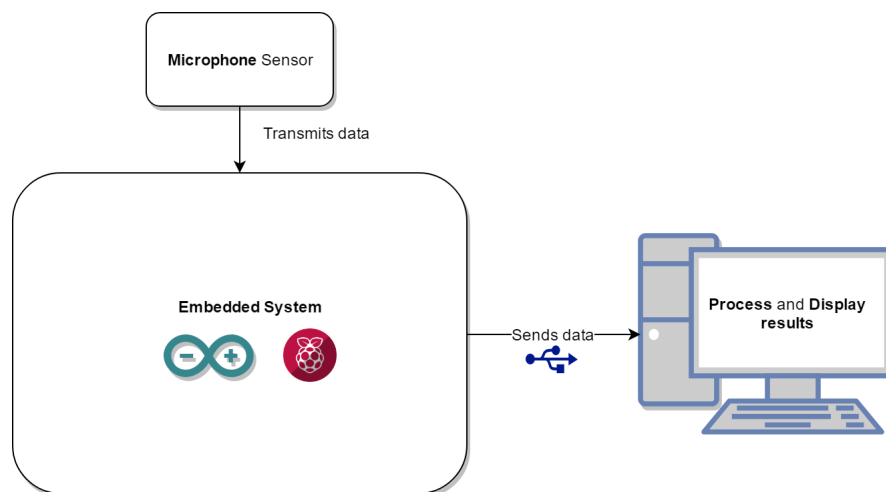 Microphone Sensor
Transmits data
Embedded System
Sends data
Process and Display
results